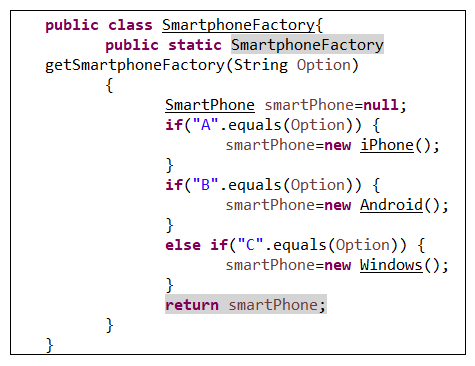 public class SmartphoneFactory{
public static SmartphoneFactory
getSmartphoneFactory(String Option)
{
SmartPhone smartPhone=null;
if("A".equals(Option)) {
smartPhone=new iPhone();
}
if("B".equals(Option)) {
smartPhone=new Android();
}
else if("C".equals(Option)) {
smartPhone=new Windows();
}
return smartPhone;
}
}